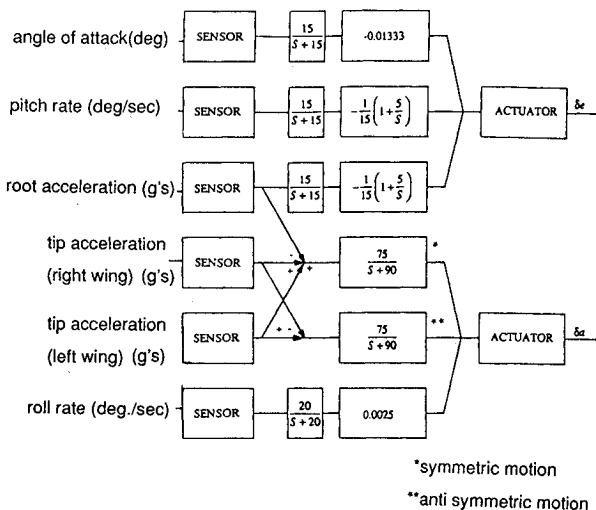 angle of attack(deg) SENSOR 15/(S + 15) -0.01333
pitch rate (deg/sec) SENSOR 15/(S + 15) -1/15(1+5/S) ACTUATOR δe
root acceleration (g's) SENSOR 15/(S + 15) -1/15(1+5/S)
tip acceleration
(right wing) (g's) SENSOR - + + 75/(S + 90) *
tip acceleration
(left wing) (g's) SENSOR + - 75/(S + 90) ** ACTUATOR δa
roll rate (deg./sec) SENSOR 20/(S + 20) 0.0025
*symmetric motion
**anti symmetric motion